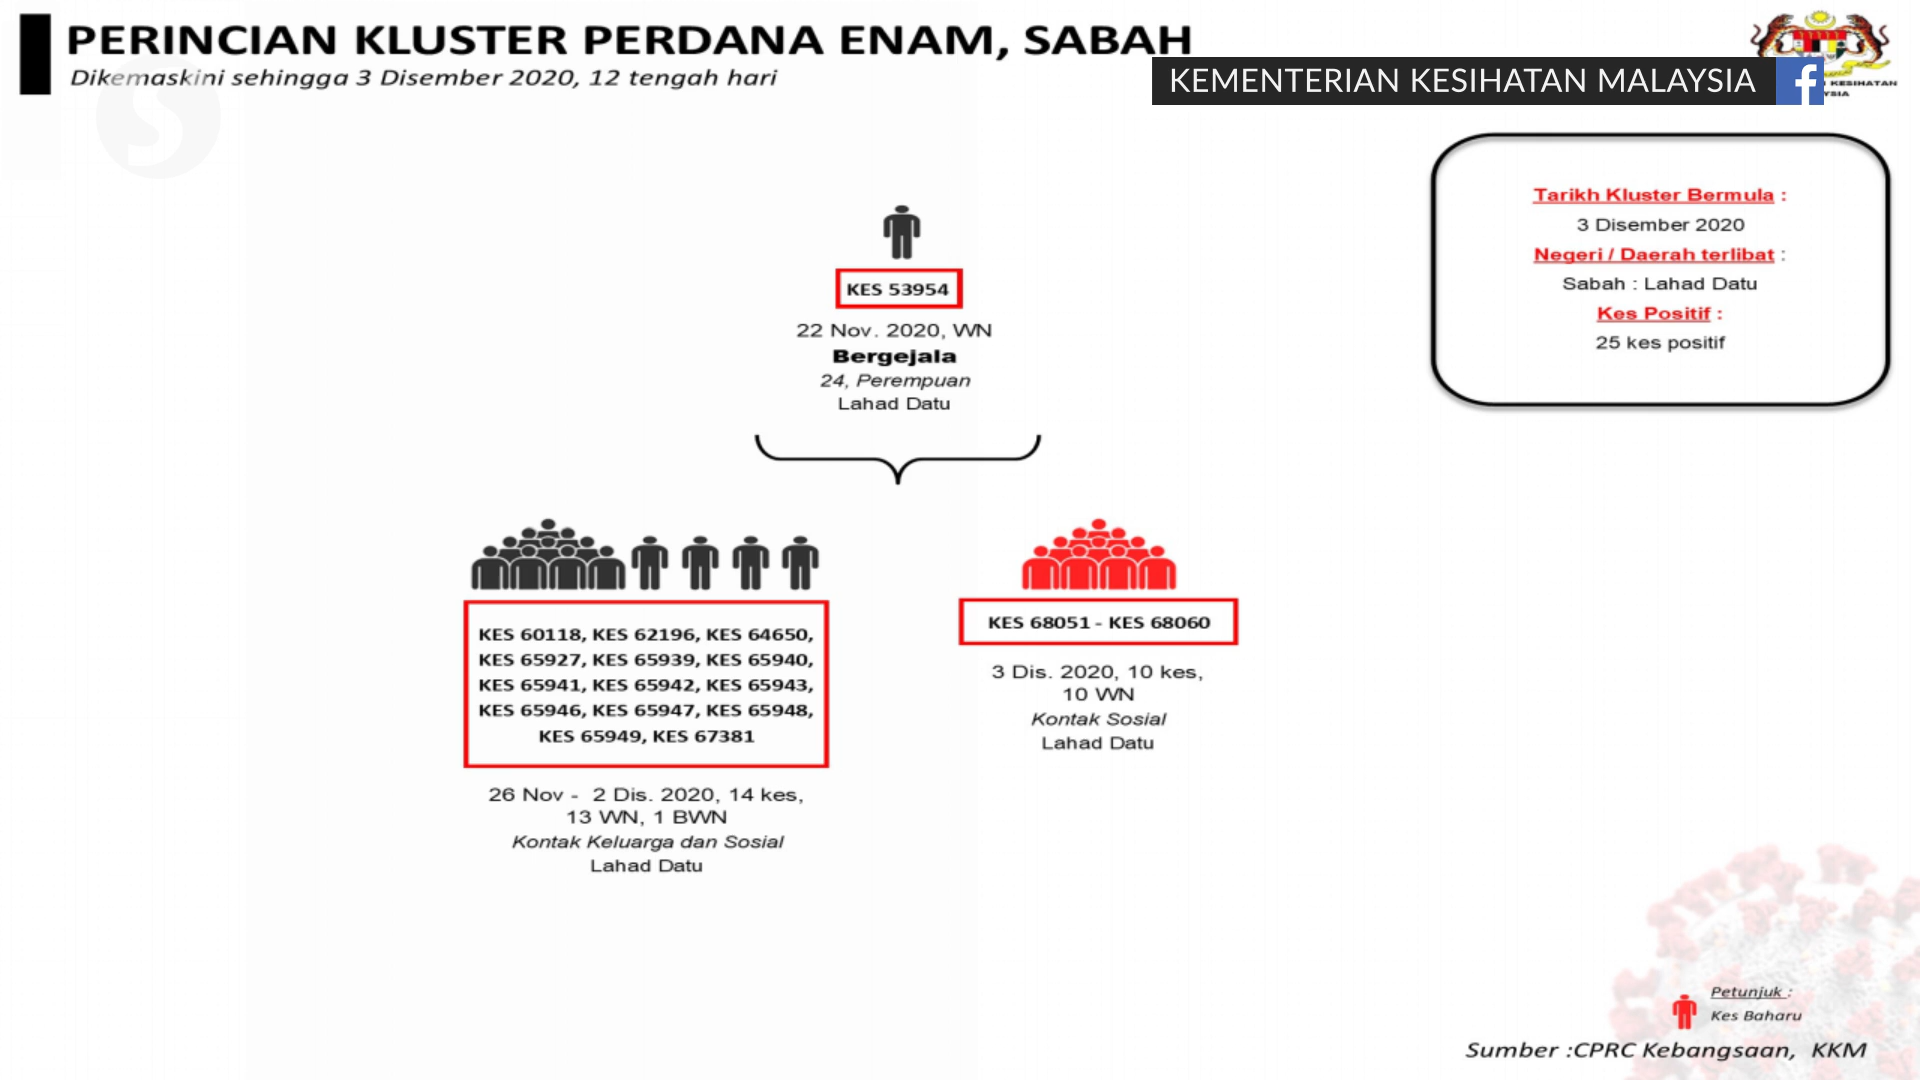 PERINCIAN KLUSTER PERDANA ENAM, SABAH
Dikemaskini sehingga 3 Disember 2020, 12 tengah hari
KEMENTERIAN KESIHATAN MALAYSIA
KESIHATAN
YSIA
S
Tarikh Kluster Bermula :
3 Disember 2020
Negeri / Daerah terlibat :
Sabah : Lahad Datu
Kes Positif :
25 kes positif
KES 53954
22 Nov. 2020, WN
Bergejala
24, Perempuan
Lahad Datu
KES 60118, KES 62196, KES 64650,
KES 65927, KES 65939, KES 65940,
KES 65941, KES 65942, KES 65943,
KES 65946, KES 65947, KES 65948,
KES 65949, KES 67381
26 Nov - 2 Dis. 2020, 14 kes,
13 WN, 1 BWN
Kontak Keluarga dan Sosial
Lahad Datu
KES 68051 - KES 68060
3 Dis. 2020, 10 kes,
10 WN
Kontak Sosial
Lahad Datu
Petunjuk :
Kes Baharu
Sumber :CPRC Kebangsaan, KKM